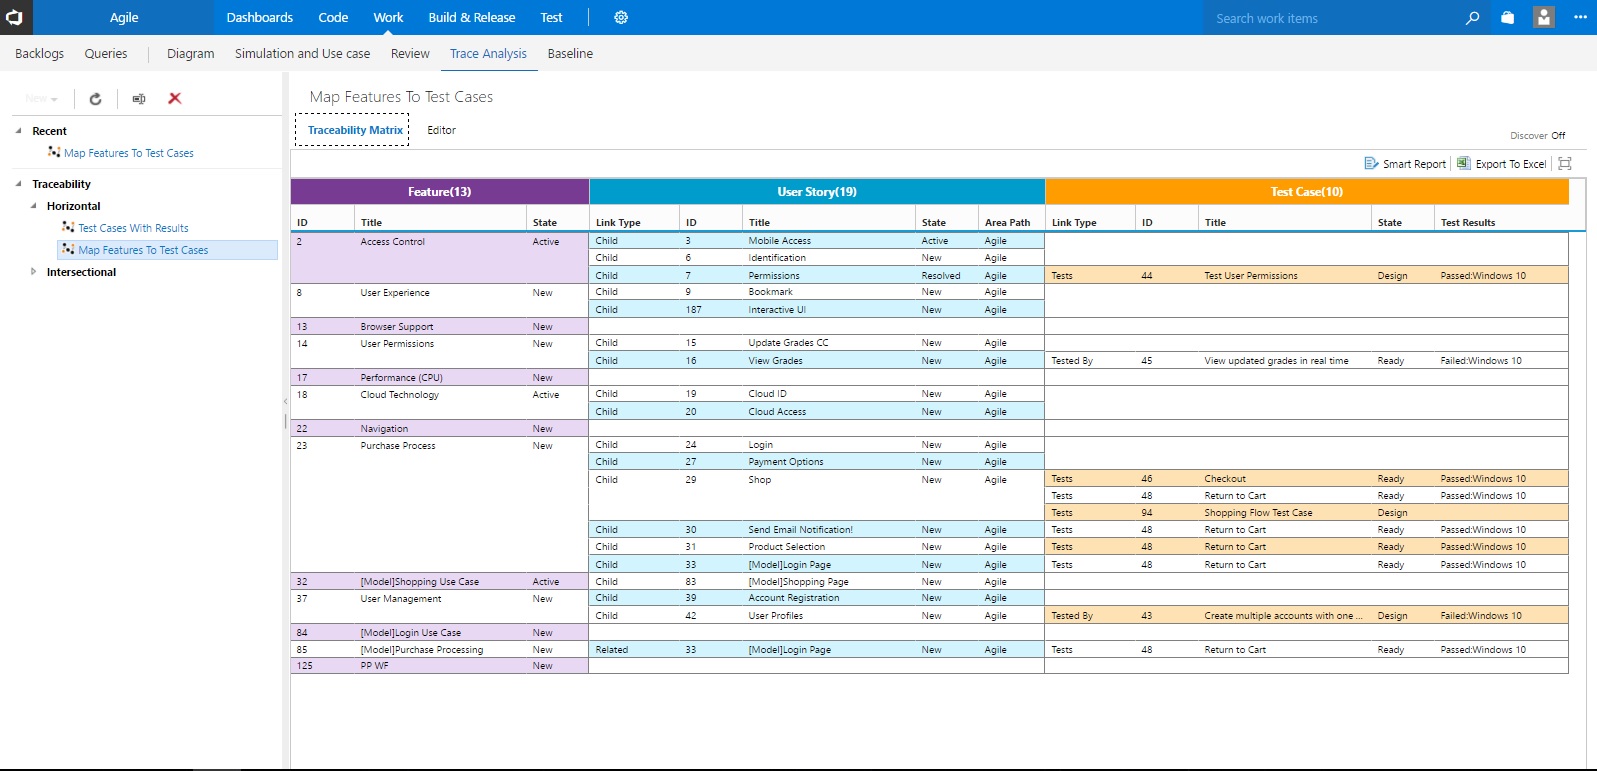 Agile Dashboards Code Work Build & Release Test Search work items
Backlogs Queries Diagram Simulation and Use case Review Trace Analysis Baseline
New
Recent
Map Features To Test Cases
Traceability
Horizontal
Test Cases With Results
Map Features To Test Cases
Intersectional
Map Features To Test Cases
Traceability Matrix Editor
Discover Off
Smart Report Export To Excel
Feature(13) User Story(19) Test Case(10)
ID Title State Link Type ID Title State Area Path Link Type ID Title State Test Results
2 Access Control Active Child 3 Mobile Access Active Agile
Child 6 Identification New Agile
Child 7 Permissions Resolved Agile Tests 44 Test User Permissions Design Passed:Windows 10
8 User Experience New Child 9 Bookmark New Agile
Child 187 Interactive UI New Agile
13 Browser Support New
14 User Permissions New Child 15 Update Grades CC New Agile
Child 16 View Grades New Agile Tested By 45 View updated grades in real time Ready Failed:Windows 10
17 Performance (CPU) New
18 Cloud Technology Active Child 19 Cloud ID New Agile
Child 20 Cloud Access New Agile
22 Navigation New
23 Purchase Process New Child 24 Login New Agile
Child 27 Payment Options New Agile
Child 29 Shop New Agile Tests 46 Checkout Ready Passed:Windows 10
Tests 48 Return to Cart Ready Passed:Windows 10
Tests 94 Shopping Flow Test Case Design
Child 30 Send Email Notification! New Agile Tests 48 Return to Cart Ready Passed:Windows 10
Child 31 Product Selection New Agile Tests 48 Return to Cart Ready Passed:Windows 10
Child 33 [Model]Login Page New Agile Tests 48 Return to Cart Ready Passed:Windows 10
32 [Model]Shopping Use Case Active Child 83 [Model]Shopping Page New Agile
37 User Management New Child 39 Account Registration New Agile
Child 42 User Profiles New Agile Tested By 43 Create multiple accounts with one ... Design Failed:Windows 10
84 [Model]Login Use Case New
85 [Model]Purchase Processing New Related 33 [Model]Login Page New Agile Tests 48 Return to Cart Ready Passed:Windows 10
125 PP WF New